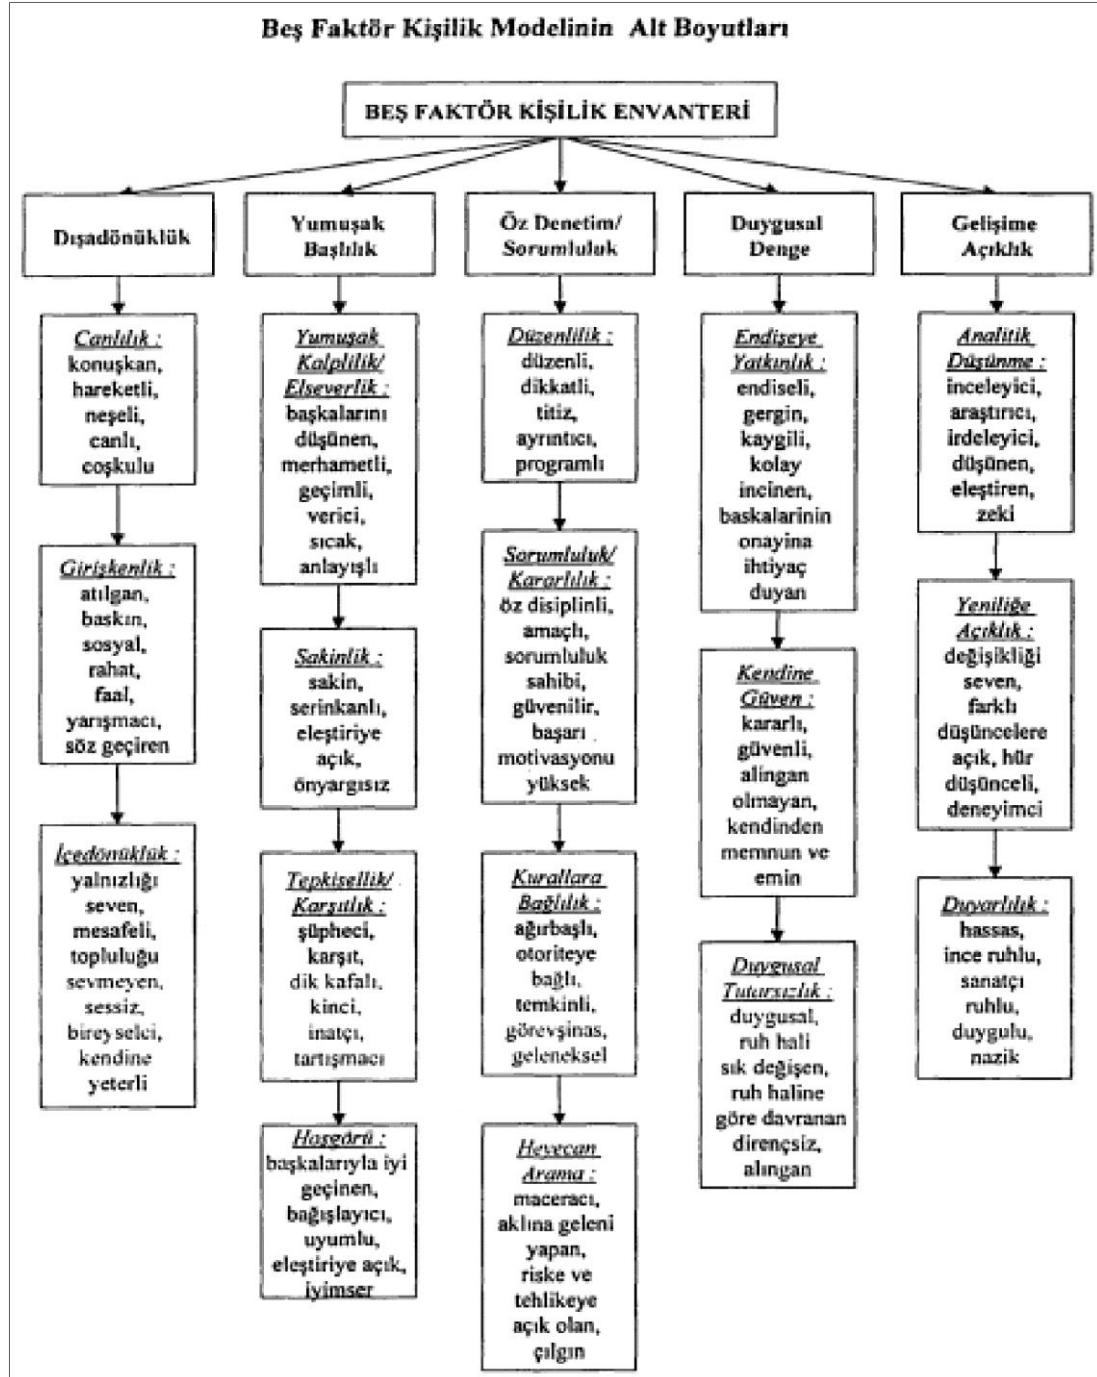 Beş Faktör Kişilik Modelinin Alt Boyutları
BEŞ FAKTÖR KİŞİLİK ENVANTERİ
Dışadönüklük
Yumuşak
Başlılık
Öz Denetim/
Sorumluluk
Duygusal
Denge
Gelişime
Açıklık
Canlılık :
konuşkan,
hareketli,
neşeli,
canlı,
coşkulu
Girişkenlik :
atılgan,
baskın,
sosyal,
rahat,
faal,
yarışmacı,
söz geçiren
İçedönüklük :
yalnızlığı
seven,
mesafeli,
topluluğu
sevmeyen,
sessiz,
bireyselci,
kendine
yeterli
Yumuşak
Kalplilik/
Elseverlik :
başkalarını
düşünen,
merhametli,
geçimli,
verici,
sıcak,
anlayışlı
Sakinlik :
sakin,
serinkanlı,
eleştiriye
açık,
önyargısız
Tepkisellik/
Karşıtlık :
şüpheci,
karşıt,
dik kafalı,
kinci,
inatçı,
tartışmacı
Hoşgörü :
başkalarıyla iyi
geçinen,
bağışlayıcı,
uyumlu,
eleştiriye açık,
iyimser
Düzenlilik :
düzenli,
dikkatli,
titiz,
ayrıntıcı,
programlı
Sorumluluk/
Kararlılık :
öz disiplinli,
amaçlı,
sorumluluk
sahibi,
güvenilir,
başarı
motivasyonu
yüksek
Kurallara
Bağlılık :
ağırbaşlı,
otoriteye
bağlı,
temkinli,
görevşinas,
geleneksel
Heyecan
Arama :
maceracı,
aklına geleni
yapan,
riske ve
tehlikeye
açık olan,
çılgın
Endişeye
Yatkınlık :
endiseli,
gergin,
kaygili,
kolay
incinen,
baskalarinin
onayina
ihtiyaç
duyan
Kendine
Güven :
kararlı,
güvenli,
alingan
olmayan,
kendinden
memnun ve
emin
Duygusal
Tutarsızlık :
duygusal,
ruh hali
sık değişen,
ruh haline
göre davranan
dirençsiz,
alıngan
Analitik
Düşünme :
inceleyici,
araştırıcı,
irdeleyici,
düşünen,
eleştiren,
zeki
Yeniliğe
Açıklık :
değişikliği
seven,
farklı
düşüncelere
açık, hür
düşünceli,
deneyimci
Duyarlılık :
hassas,
ince ruhlu,
sanatçı
ruhlu,
duygulu,
nazik